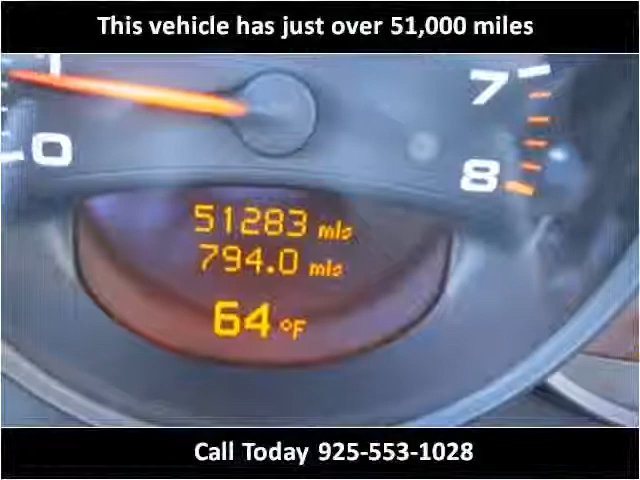 This vehicle has just over 51,000 miles
1
7
0
8
51283 mls
794.0 mls
64 °F
Call Today 925-553-1028